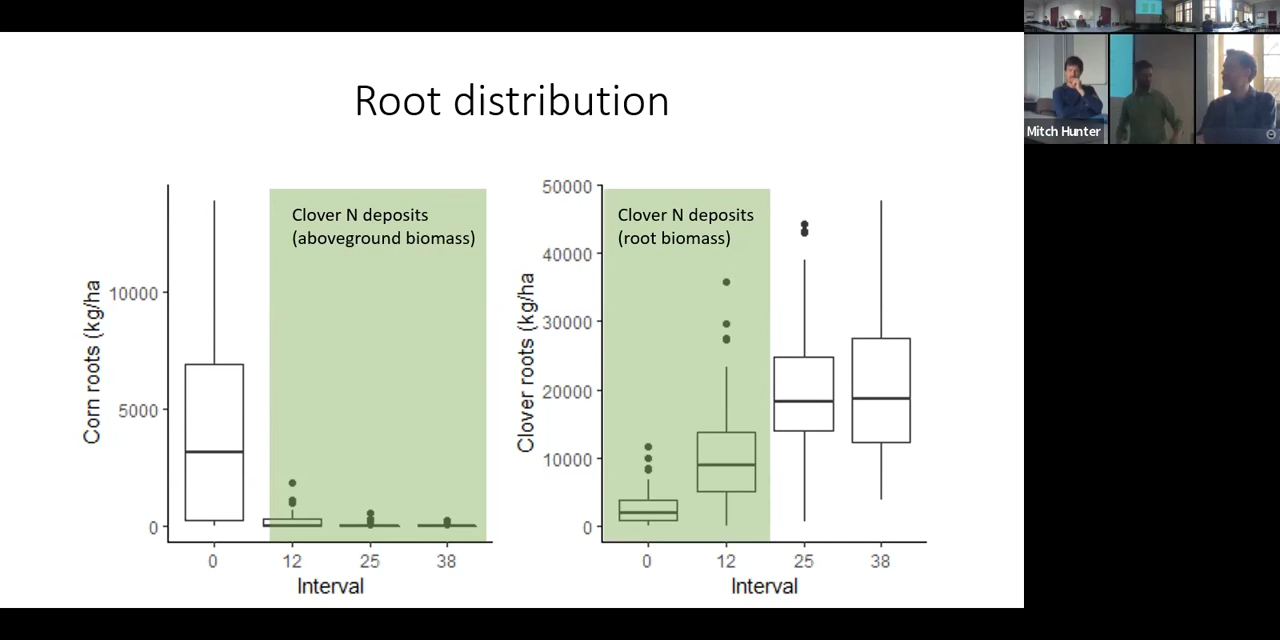 Root distribution
Clover N deposits
(aboveground biomass)
Corn roots (kg/ha
10000
5000
0
0
12
25
38
Interval
Clover N deposits
(root biomass)
Clover roots (kg/ha
50000
40000
30000
20000
10000
0
0
12
25
38
Interval
Mitch Hunter